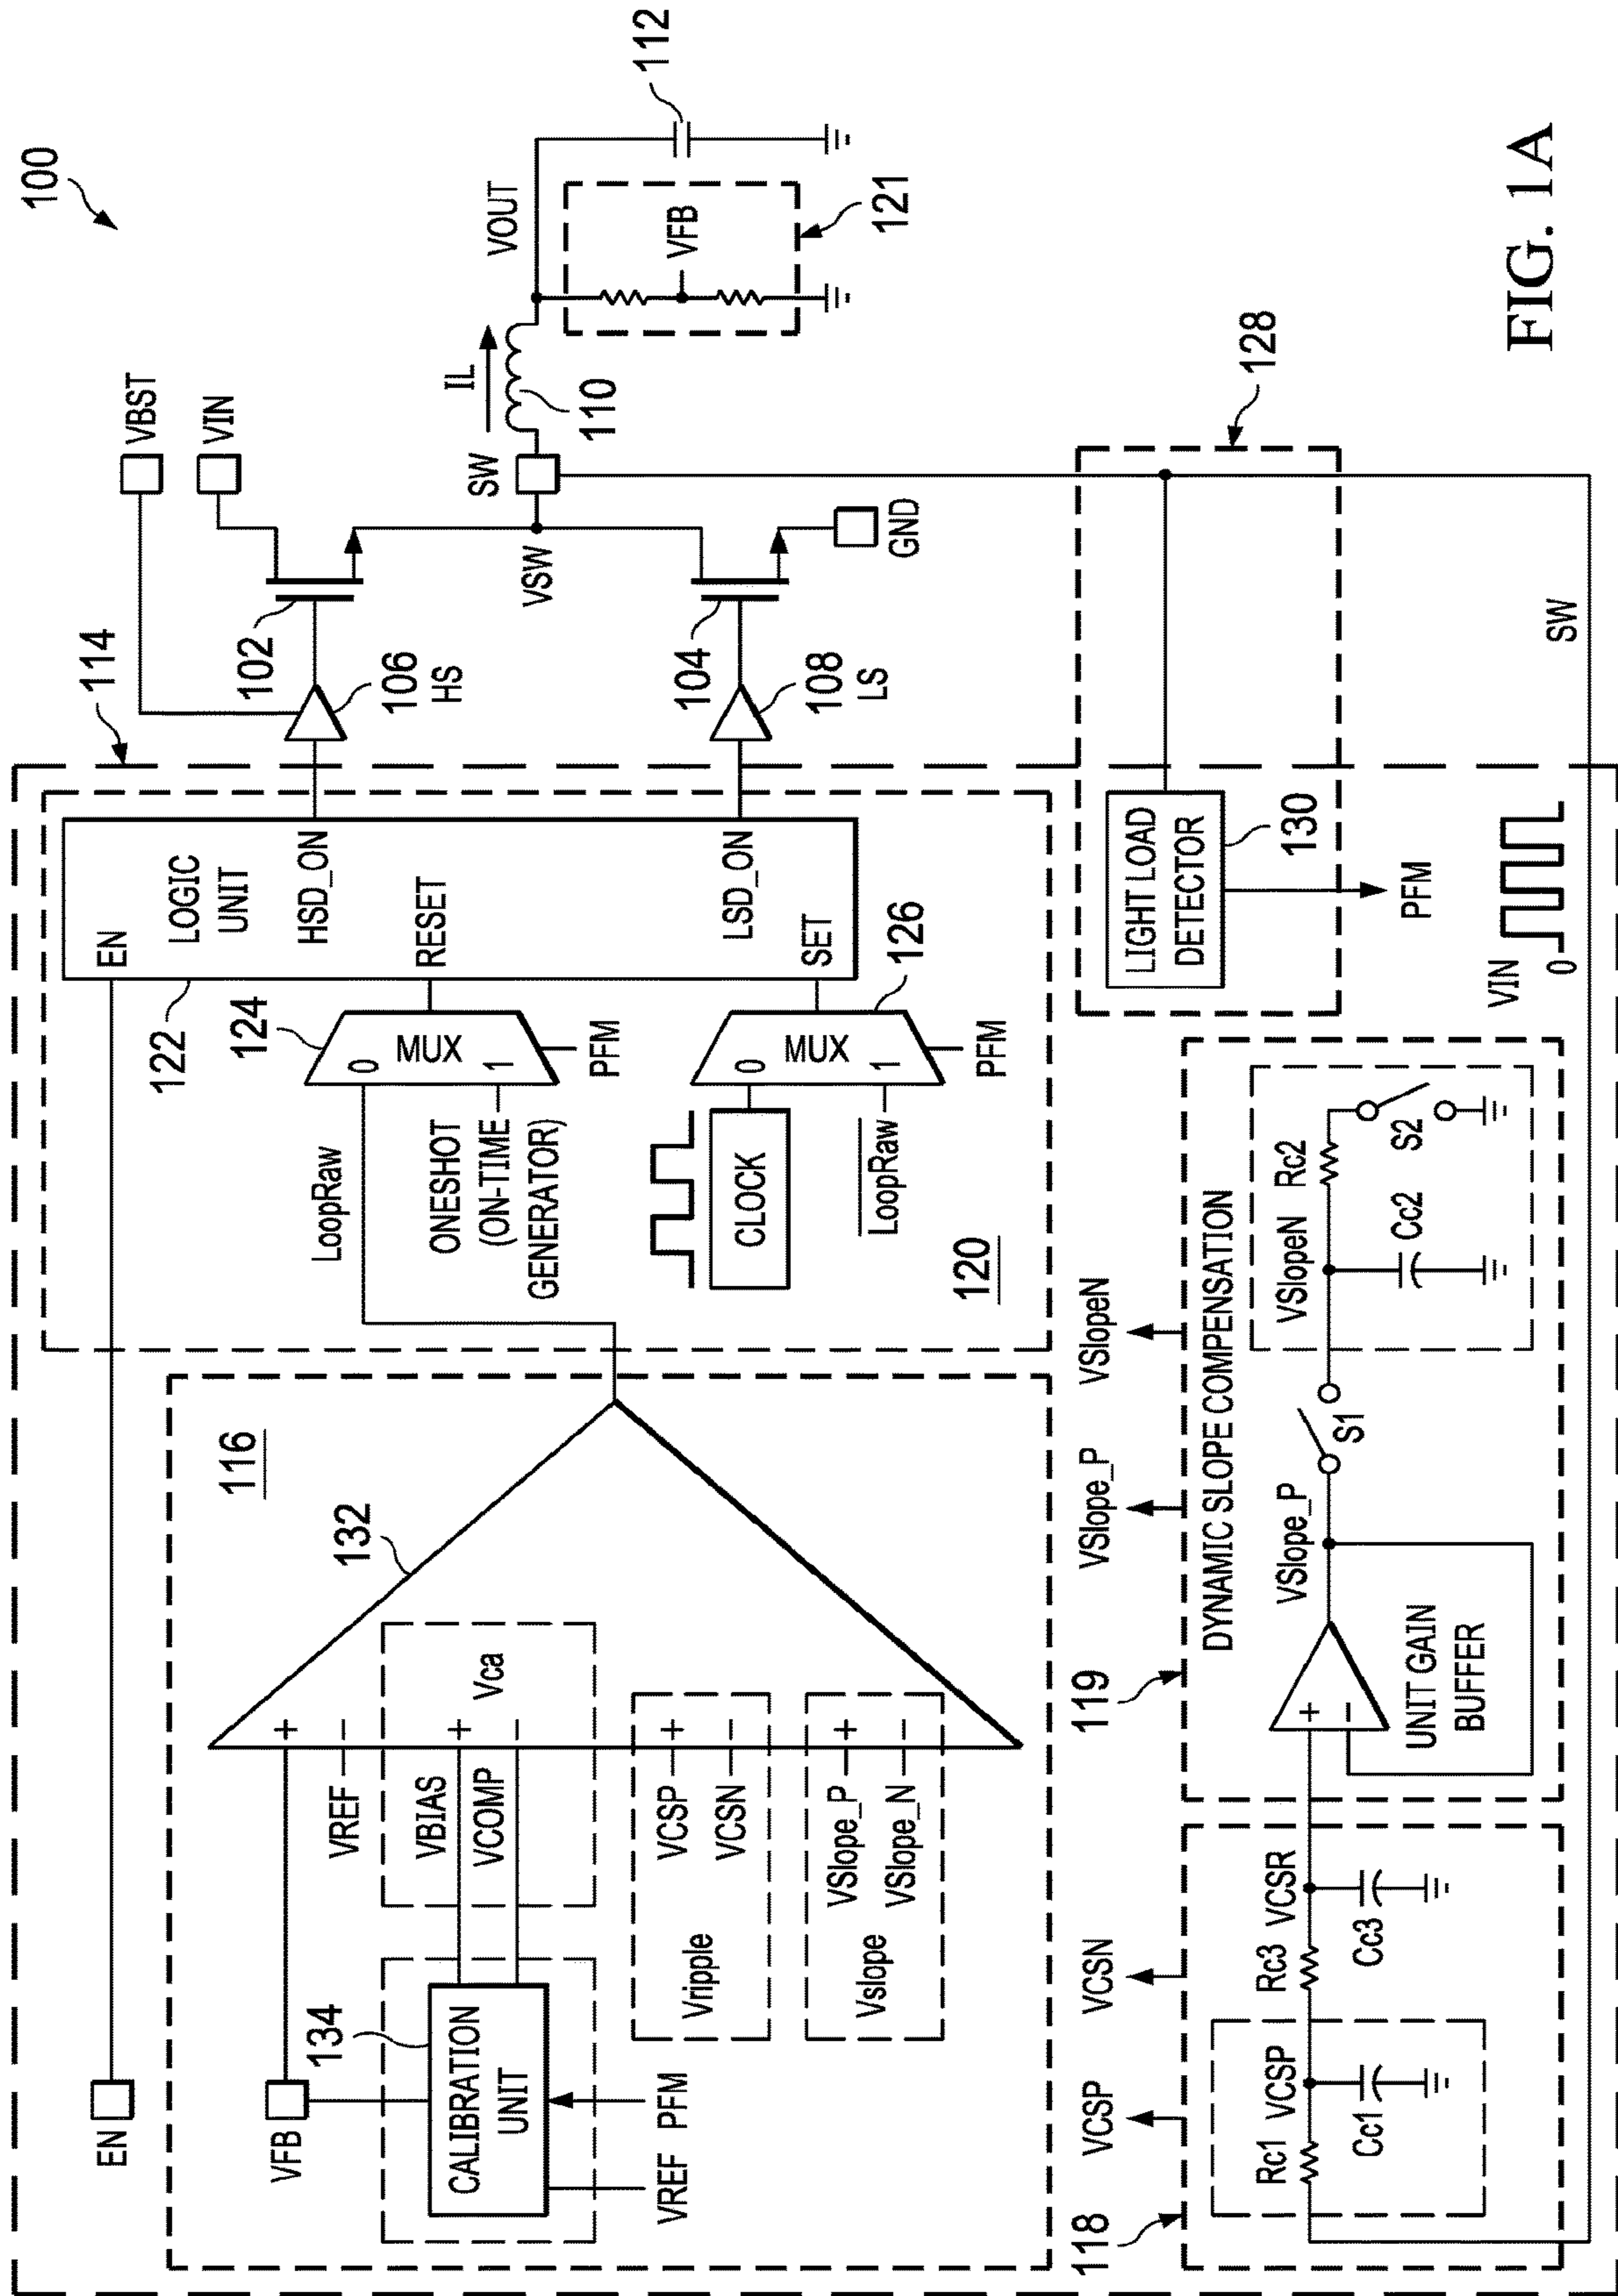 100
114
EN
VFB
134
CALIBRATION
UNIT
VREF
PFM
VREF
+
−
VBIAS
VCOMP
+
−
Vca
132
116
Vripple
VCSP
VCSN
+
−
Vslope
VSlope_P
VSlope_N
+
−
LoopRaw
ONESHOT
(ON-TIME
GENERATOR)
CLOCK
LoopRaw
120
122
124
0
MUX
1
PFM
126
0
MUX
1
PFM
EN
LOGIC
UNIT
HSD_ON
RESET
LSD_ON
SET
102
106
HS
104
108
LS
VBST
VIN
VSW
SW
GND
IL
110
VOUT
VFB
121
112
128
LIGHT LOAD
DETECTOR
130
PFM
VIN
0
SW
118
VCSP
VCSN
Rc1
VCSP
Cc1
Rc3
VCSR
Cc3
119
VSlope_P
VSlopeN
DYNAMIC SLOPE COMPENSATION
+
−
UNIT GAIN
BUFFER
VSlope_P
S1
VSlopeN
Rc2
Cc2
S2
FIG. 1A